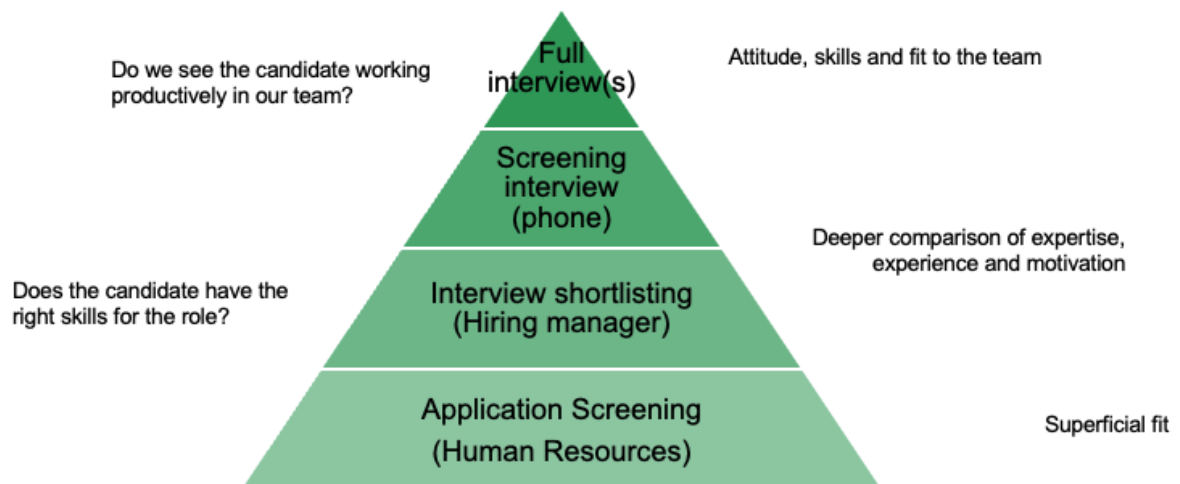 Full
interview(s)
Attitude, skills and fit to the team
Do we see the candidate working
productively in our team?
Screening
interview
(phone)
Deeper comparison of expertise,
experience and motivation
Does the candidate have the
right skills for the role?
Interview shortlisting
(Hiring manager)
Application Screening
(Human Resources)
Superficial fit